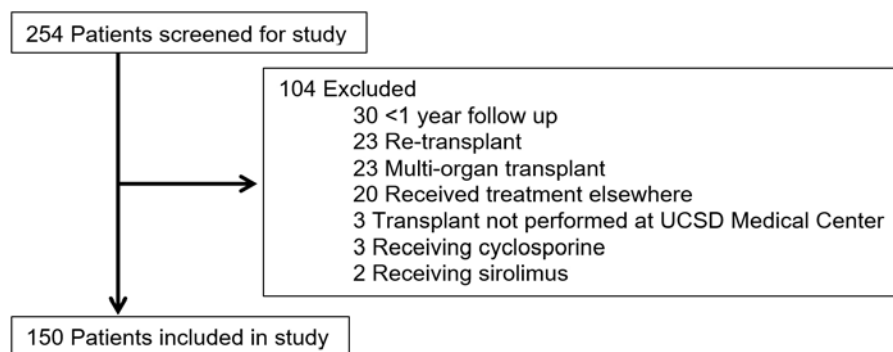 254 Patients screened for study
104 Excluded
30 <1 year follow up
23 Re-transplant
23 Multi-organ transplant
20 Received treatment elsewhere
3 Transplant not performed at UCSD Medical Center
3 Receiving cyclosporine
2 Receiving sirolimus
150 Patients included in study